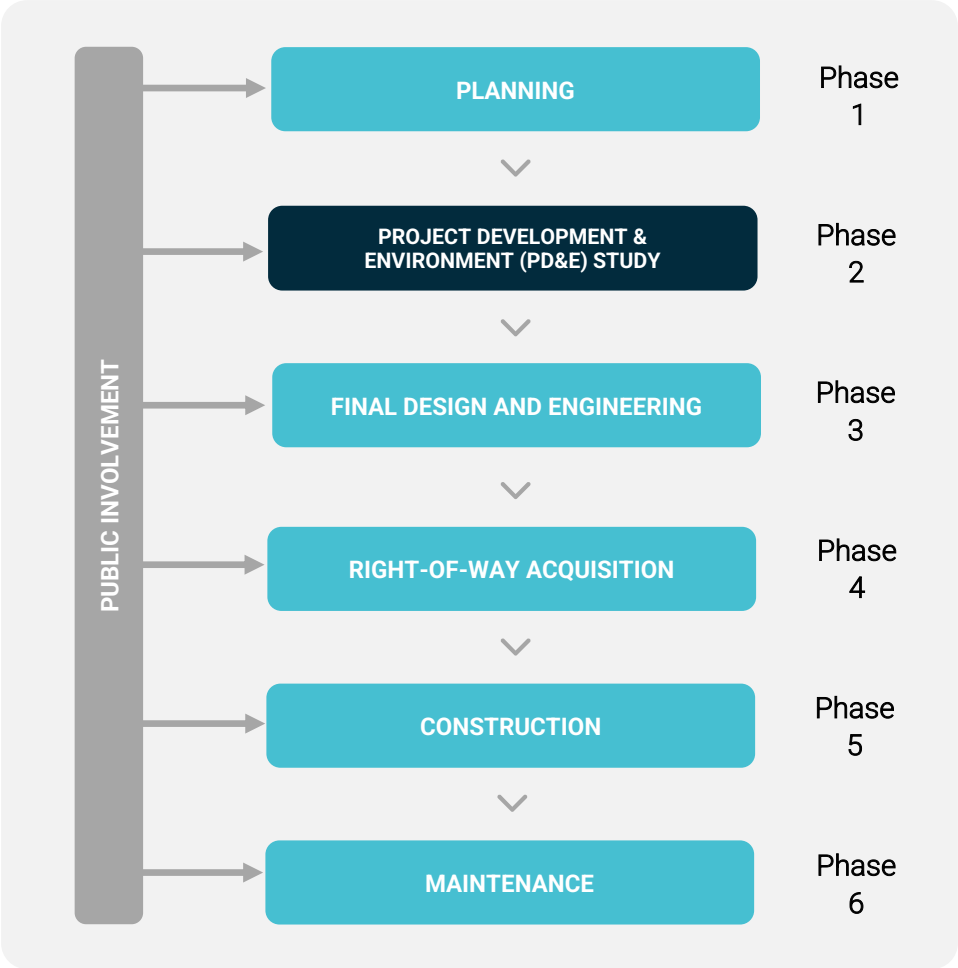 PUBLIC INVOLVEMENT
PLANNING
Phase
1
PROJECT DEVELOPMENT &
ENVIRONMENT (PD&E) STUDY
Phase
2
FINAL DESIGN AND ENGINEERING
Phase
3
RIGHT-OF-WAY ACQUISITION
Phase
4
CONSTRUCTION
Phase
5
MAINTENANCE
Phase
6